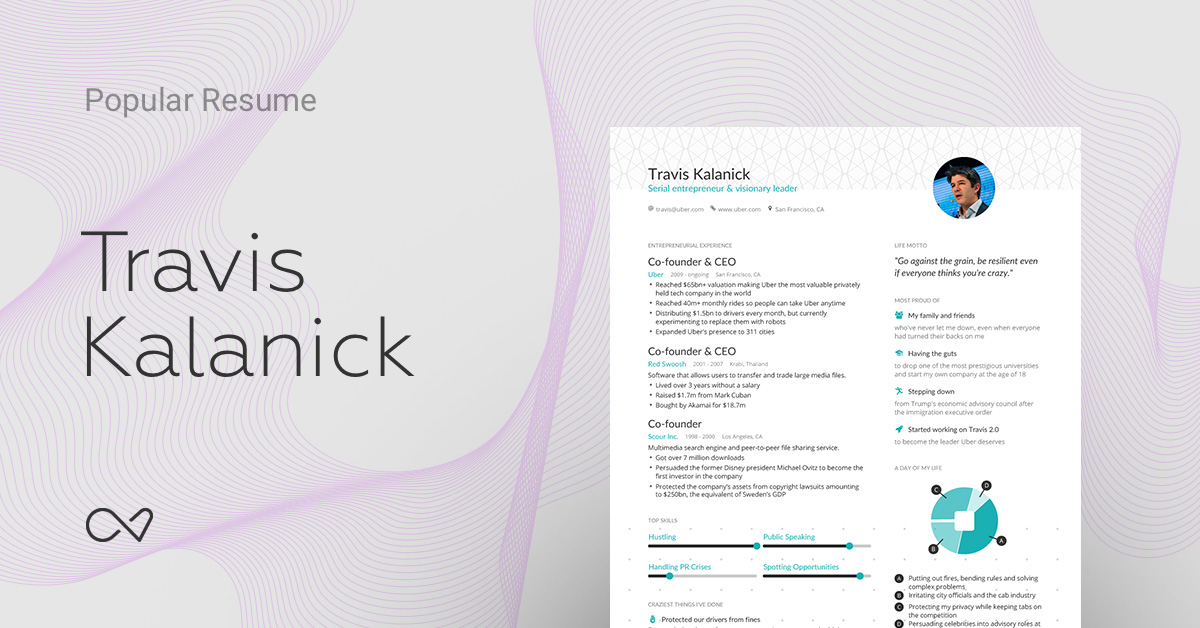 Popular Resume
Travis
Kalanick
Travis Kalanick
Serial entrepreneur & visionary leader
travis@uber.com www.uber.com San Francisco, CA
ENTREPRENEURIAL EXPERIENCE
Co-founder & CEO
Uber 2009 - ongoing San Francisco, CA
• Reached $65bn+ valuation making Uber the most valuable privately
held tech company in the world
• Reached 40m+ monthly rides so people can take Uber anytime
• Distributing $1.5bn to drivers every month, but currently
experimenting to replace them with robots
• Expanded Uber's presence to 311 cities
Co-founder & CEO
Red Swoosh 2001 - 2007 Krabi, Thailand
Software that allows users to transfer and trade large media files.
• Lived over 3 years without a salary
• Raised $1.7m from Mark Cuban
• Bought by Akamai for $18.7m
Co-founder
Scour Inc. 1998 - 2000 Los Angeles, CA
Multimedia search engine and peer-to-peer file sharing service.
• Got over 7 million downloads
• Persuaded the former Disney president Michael Ovitz to become the
first investor in the company
• Protected the company's assets from copyright lawsuits amounting
to $250bn, the equivalent of Sweden's GDP
TOP SKILLS
Hustling Public Speaking
Handling PR Crises Spotting Opportunities
CRAZIEST THINGS I'VE DONE
Protected our drivers from fines
LIFE MOTTO
"Go against the grain, be resilient even
if everyone thinks you're crazy."
MOST PROUD OF
My family and friends
who've never let me down, even when everyone
had turned their backs on me
Having the guts
to drop one of the most prestigious universities
and start my own company at the age of 18
Stepping down
from Trump's economic advisory council after
the immigration executive order
Started working on Travis 2.0
to become the leader Uber deserves
A DAY OF MY LIFE
C D
B A
A Putting out fires, bending rules and solving
complex problems
B Irritating city officials and the cab industry
C Protecting my privacy while keeping tabs on
the competition
D Persuading celebrities into advisory roles at